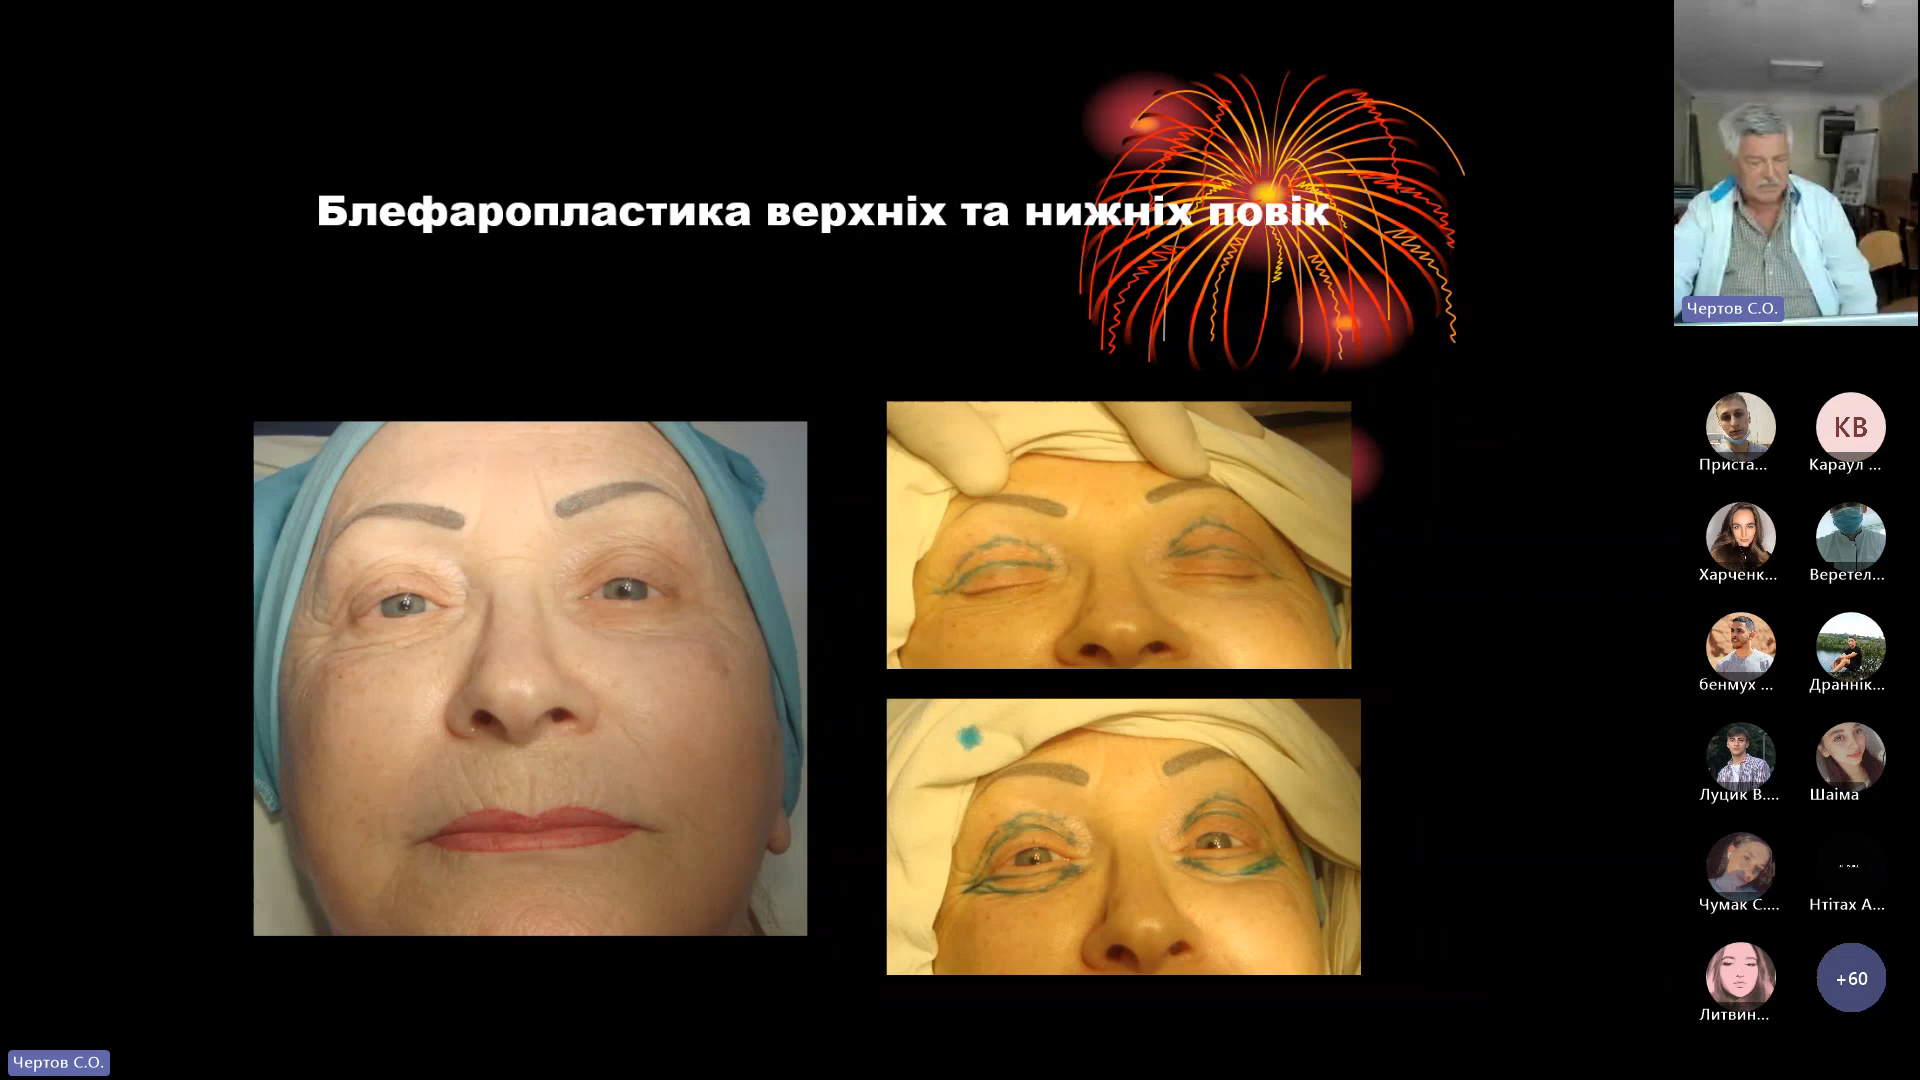 Блефаропластика верхніх та нижніх повік
Чертов С.О.
Приста...
КВ
Караул ...
Харченк...
Веретел...
бенмух ...
Драннік...
Луцик В....
Шаіма
Чумак С....
Нтітах А...
Литвин...
+60
Чертов С.О.